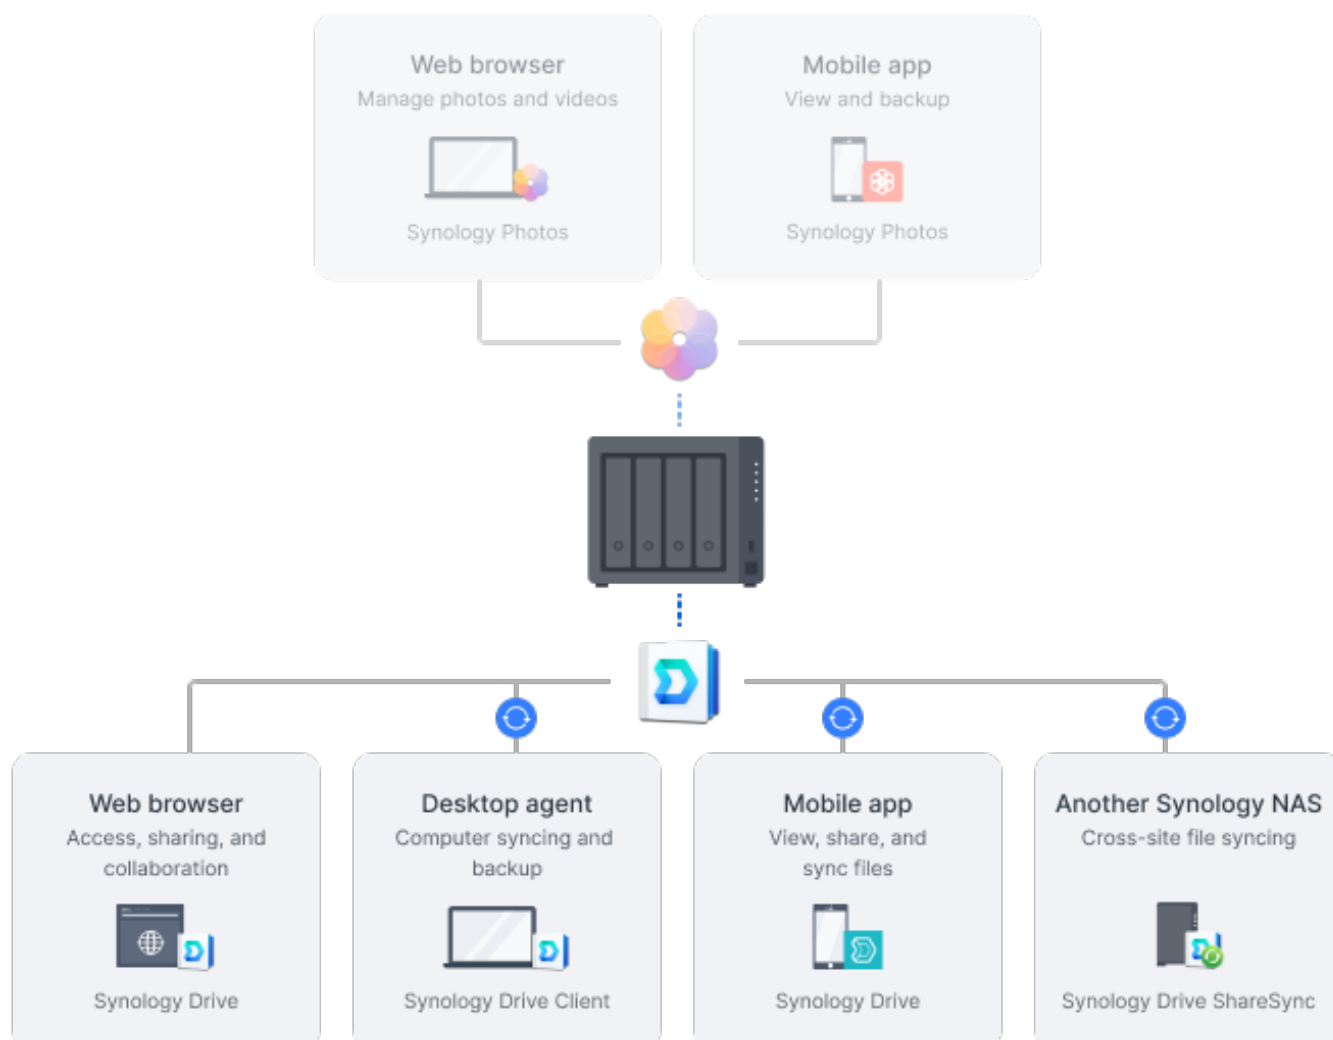 Web browser
Manage photos and videos
Synology Photos
Mobile app
View and backup
Synology Photos
Web browser
Access, sharing, and
collaboration
Synology Drive
Desktop agent
Computer syncing and
backup
Synology Drive Client
Mobile app
View, share, and
sync files
Synology Drive
Another Synology NAS
Cross-site file syncing
Synology Drive ShareSync